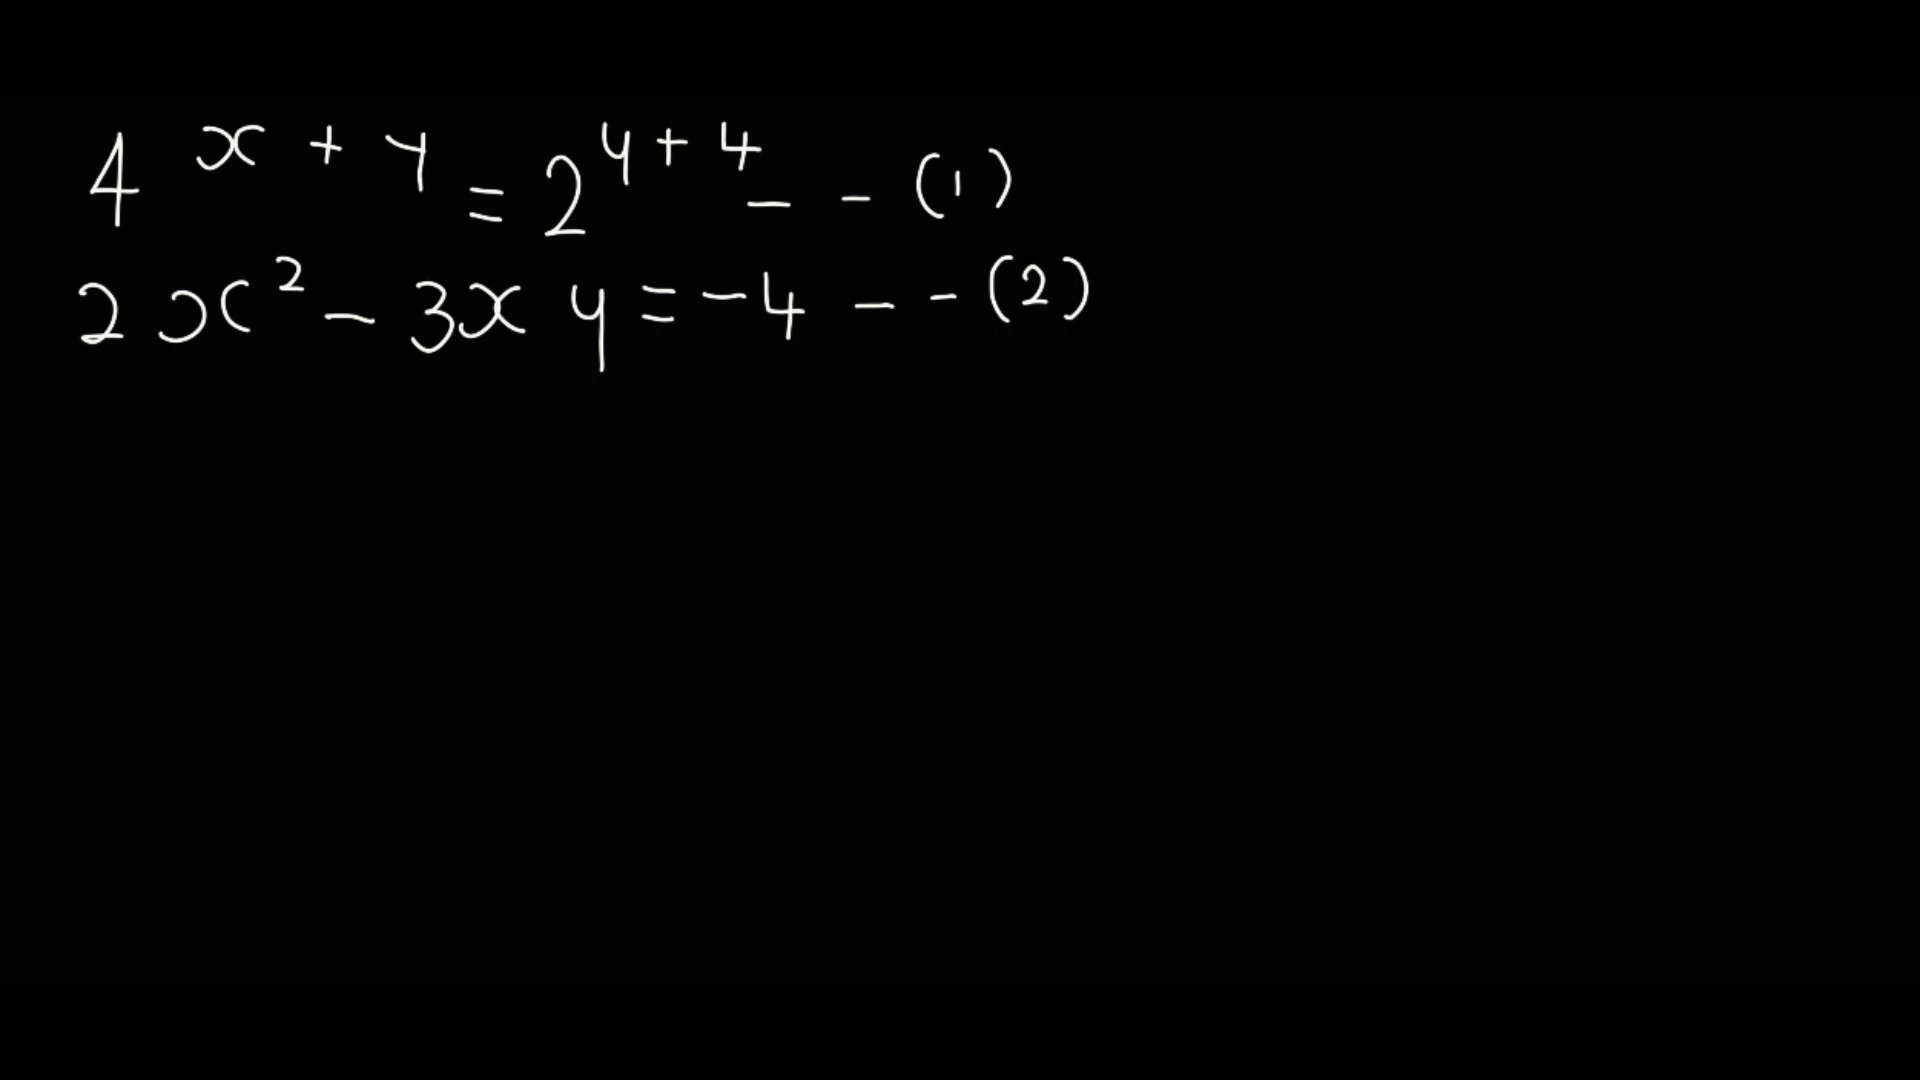 4^{x + y} = 2^{y + 4} - - (1)
2x² - 3xy = -4 - - (2)